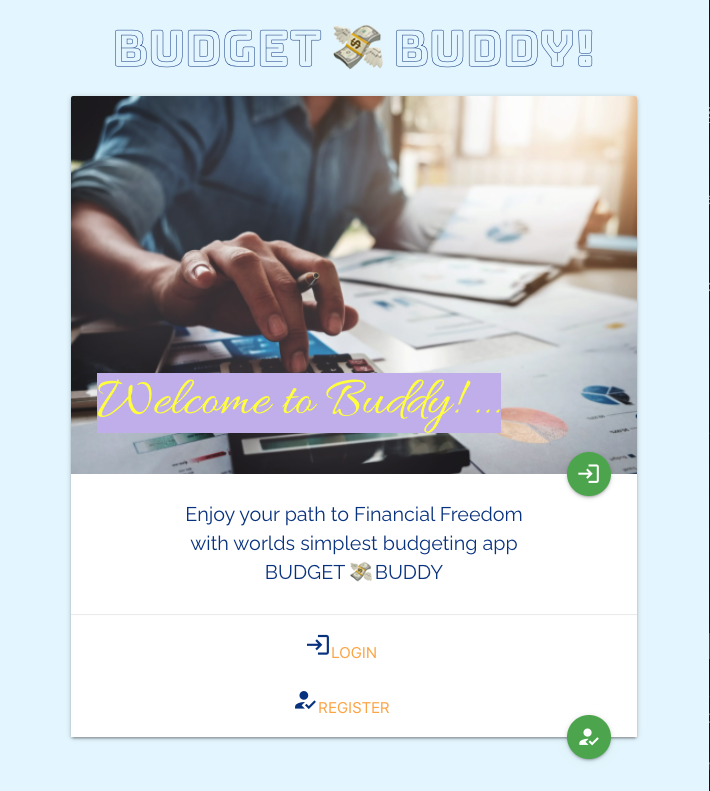 BUDGET 💸 BUDDY!
Welcome to Buddy! ...
Enjoy your path to Financial Freedom
with worlds simplest budgeting app
BUDGET 💸 BUDDY
LOGIN
REGISTER